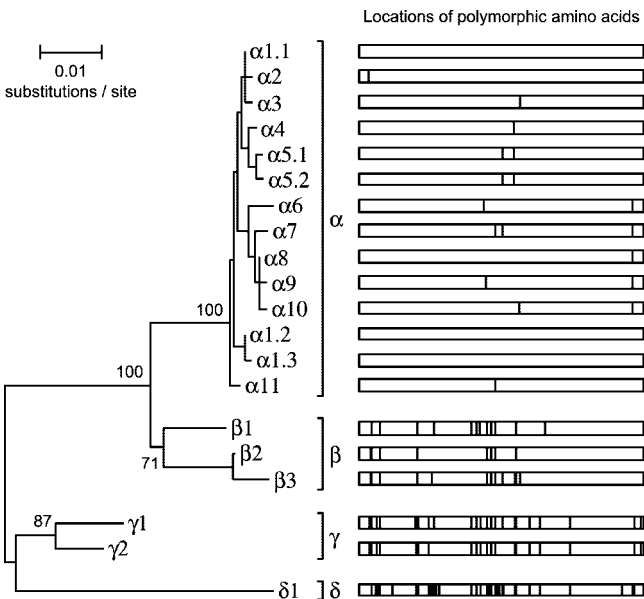 Locations of polymorphic amino acids
0.01
substitutions / site
α1.1
α2
α3
α4
α5.1
α5.2
α6
α7
α8
α9
α10
α1.2
α1.3
α11
α
100
100
β1
β2
β3
β
71
87
γ1
γ2
γ
δ1
δ